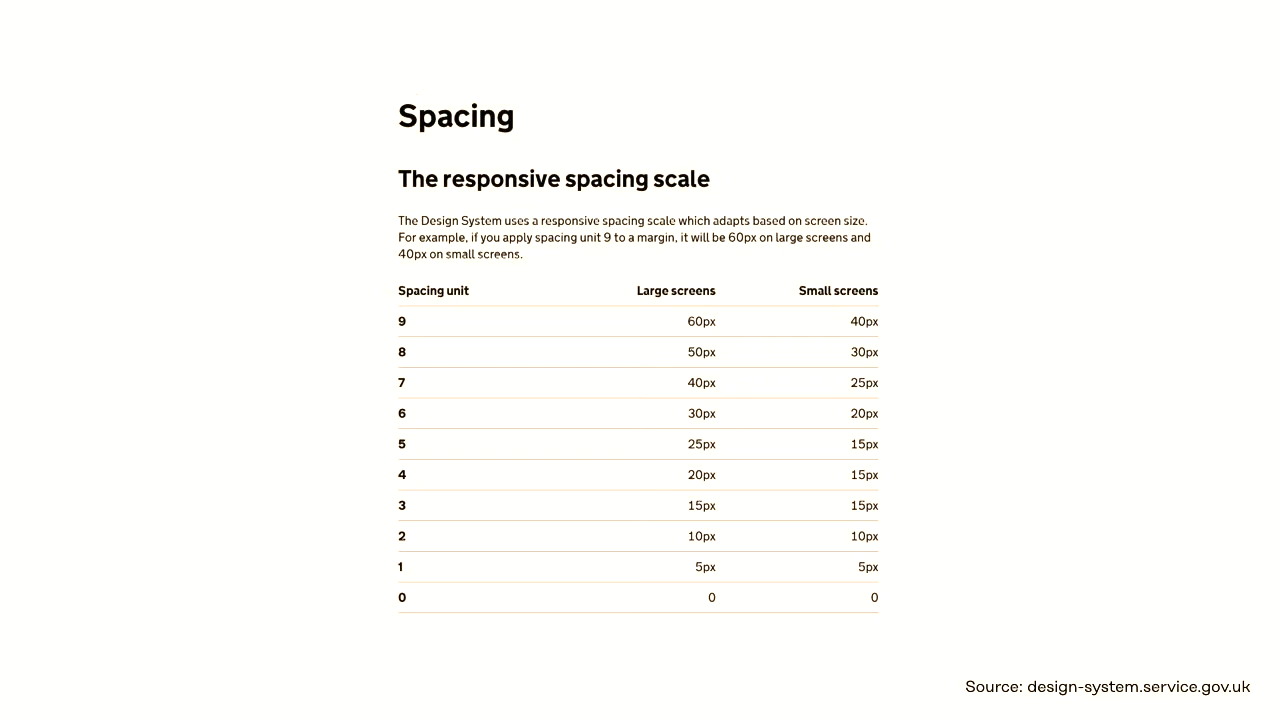 Spacing
The responsive spacing scale
The Design System uses a responsive spacing scale which adapts based on screen size.
For example, if you apply spacing unit 9 to a margin, it will be 60px on large screens and
40px on small screens.
Spacing unit Large screens Small screens
9 60px 40px
8 50px 30px
7 40px 25px
6 30px 20px
5 25px 15px
4 20px 15px
3 15px 15px
2 10px 10px
1 5px 5px
0 0 0
Source: design-system.service.gov.uk